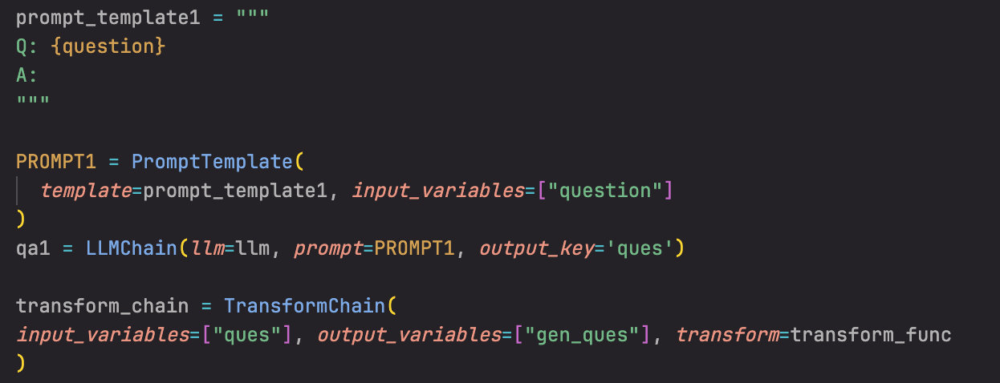 prompt_template1 = """
Q: {question}
A:
"""
PROMPT1 = PromptTemplate(
template=prompt_template1, input_variables=["question"]
)
qa1 = LLMChain(llm=llm, prompt=PROMPT1, output_key='ques')
transform_chain = TransformChain(
input_variables=["ques"], output_variables=["gen_ques"], transform=transform_func
)